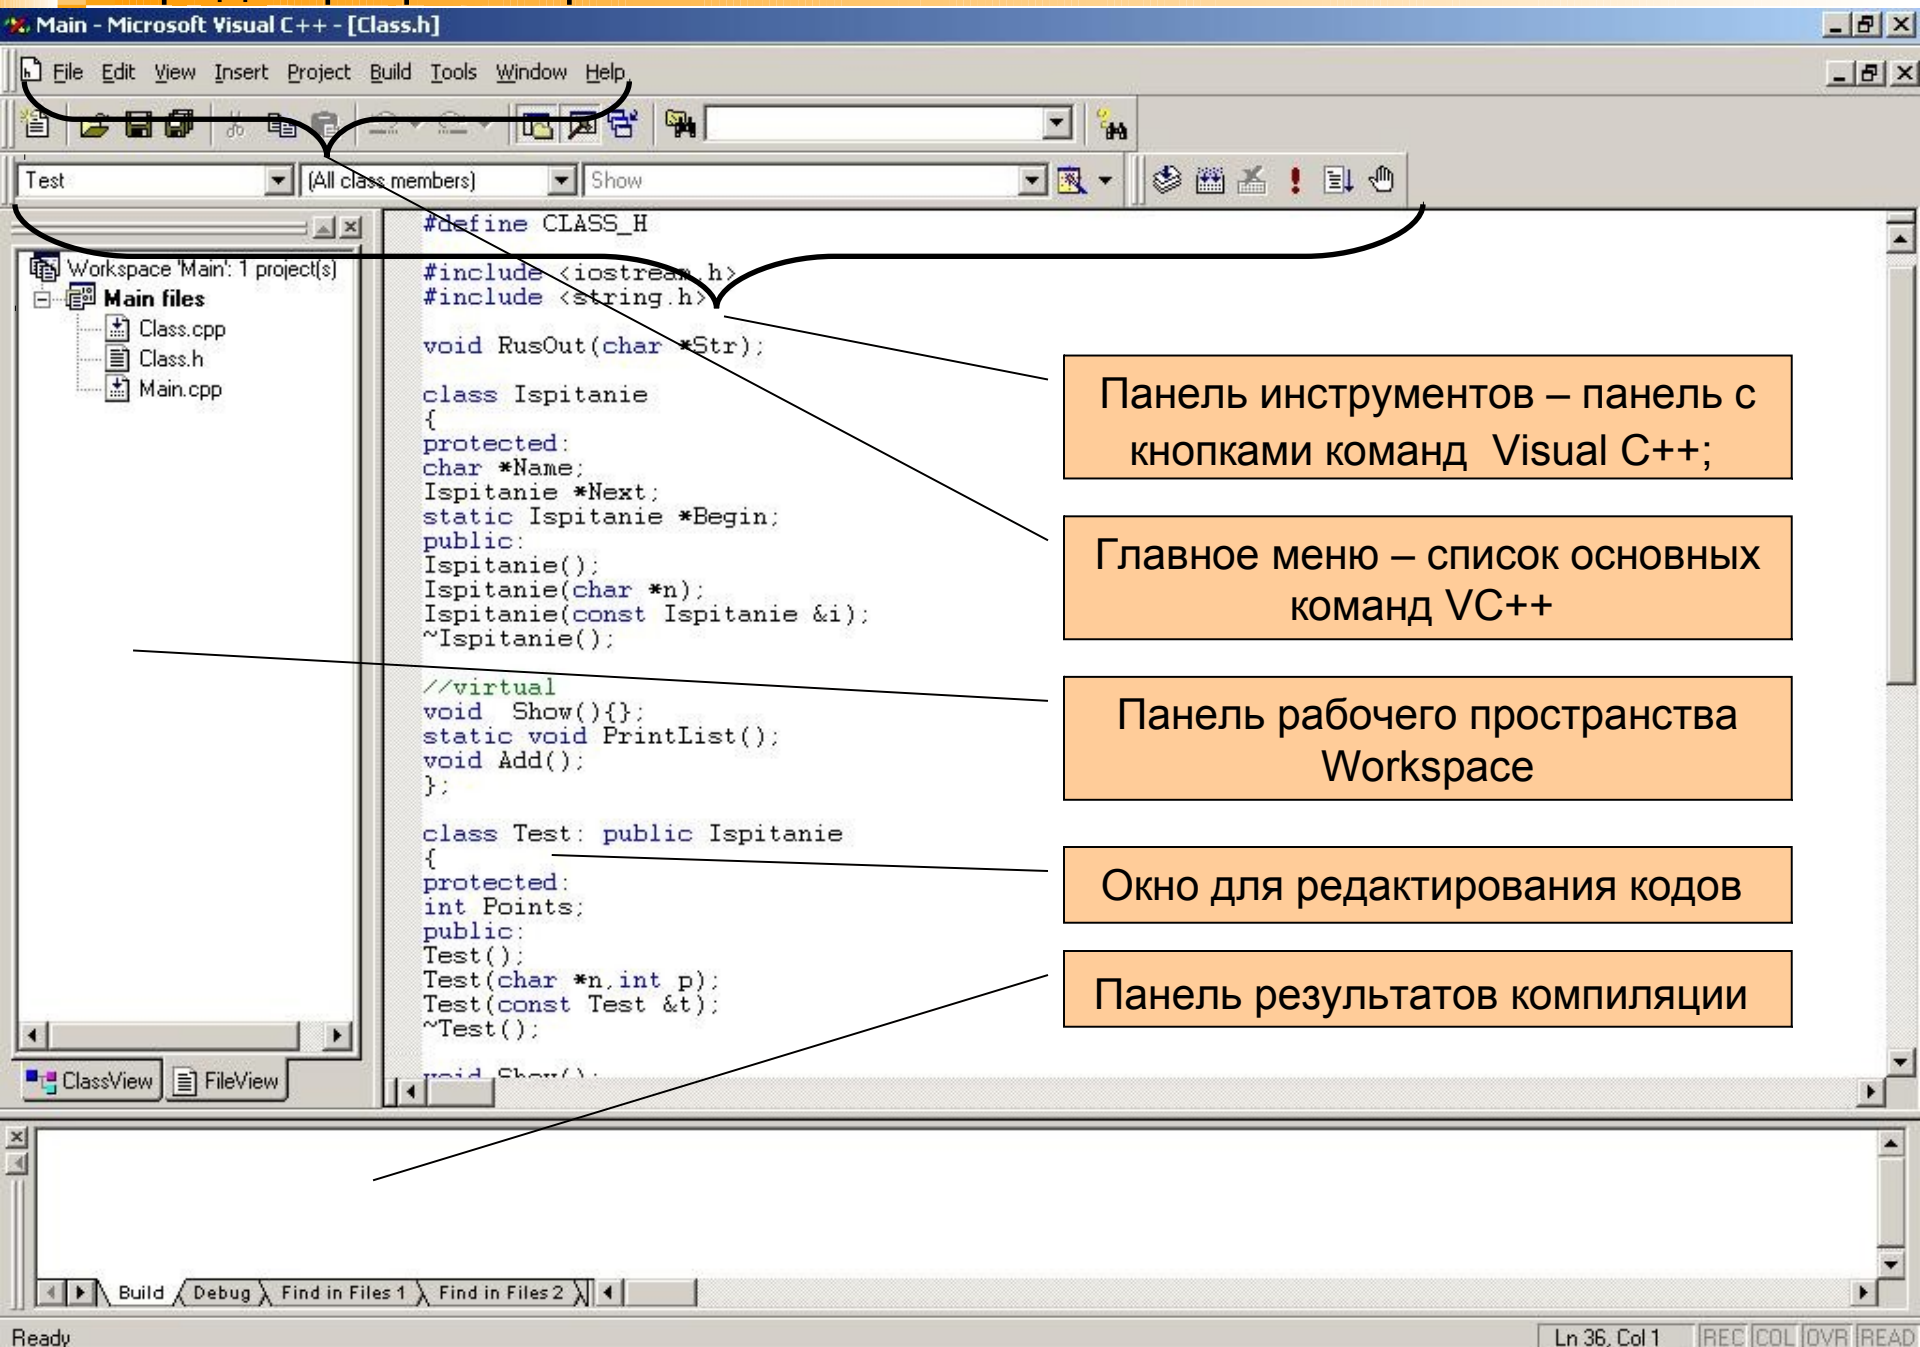 Main - Microsoft Visual C++ - [Class.h]
File Edit View Insert Project Build Tools Window Help
Test
(All class members)
Show
Workspace 'Main': 1 project(s)
Main files
Class.cpp
Class.h
Main.cpp
ClassView
FileView
#define CLASS_H
#include <iostream.h>
#include <string.h>
void RusOut(char *Str);
class Ispitanie
{
protected:
char *Name;
Ispitanie *Next;
static Ispitanie *Begin;
public:
Ispitanie();
Ispitanie(char *n);
Ispitanie(const Ispitanie &i);
~Ispitanie();
//virtual
void  Show(){};
static void PrintList();
void Add();
};
class Test: public Ispitanie
{
protected:
int Points;
public:
Test();
Test(char *n,int p);
Test(const Test &t);
~Test();
void Show();
Панель инструментов – панель с
кнопками команд  Visual C++;
Главное меню – список основных
команд VC++
Панель рабочего пространства
Workspace
Окно для редактирования кодов
Панель результатов компиляции
Build
Debug
Find in Files 1
Find in Files 2
Ready
Ln 36, Col 1
REC COL OVR READ